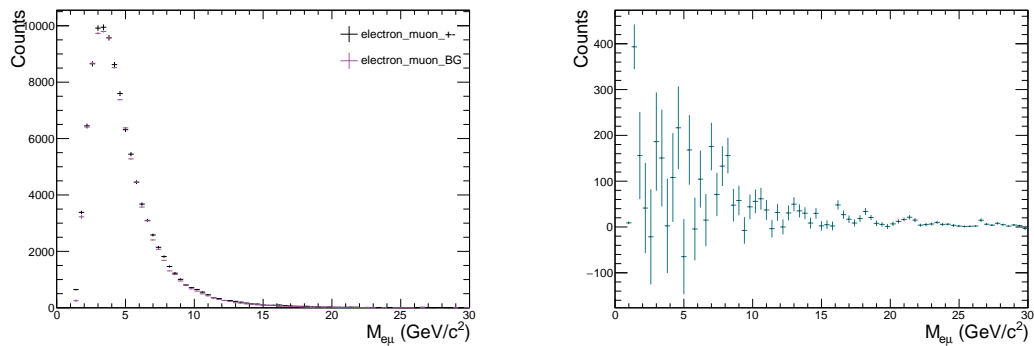 Counts
10000
8000
6000
4000
2000
0
0 5 10 15 20 25 30
M_eμ (GeV/c²)
electron_muon_+-
electron_muon_BG
Counts
400
300
200
100
0
−100
0 5 10 15 20 25 30
M_eμ (GeV/c²)